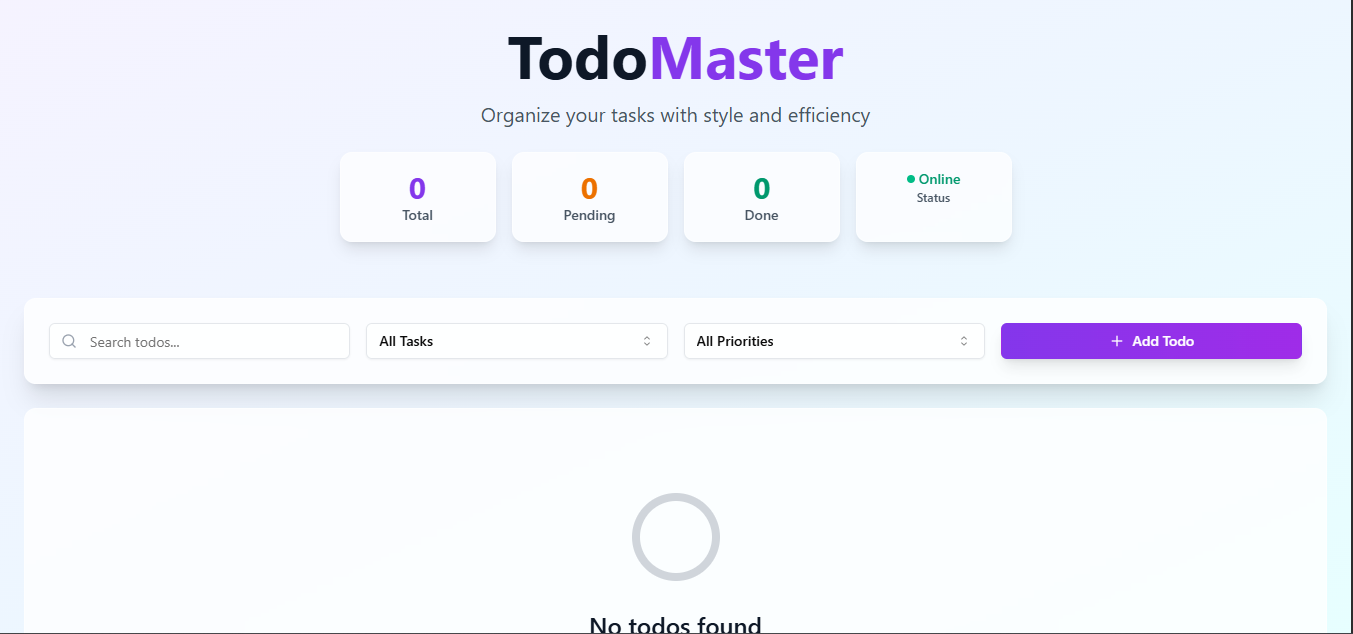 TodoMaster
Organize your tasks with style and efficiency
0
Total
0
Pending
0
Done
Online
Status
Search todos...
All Tasks
All Priorities
Add Todo
No todos found